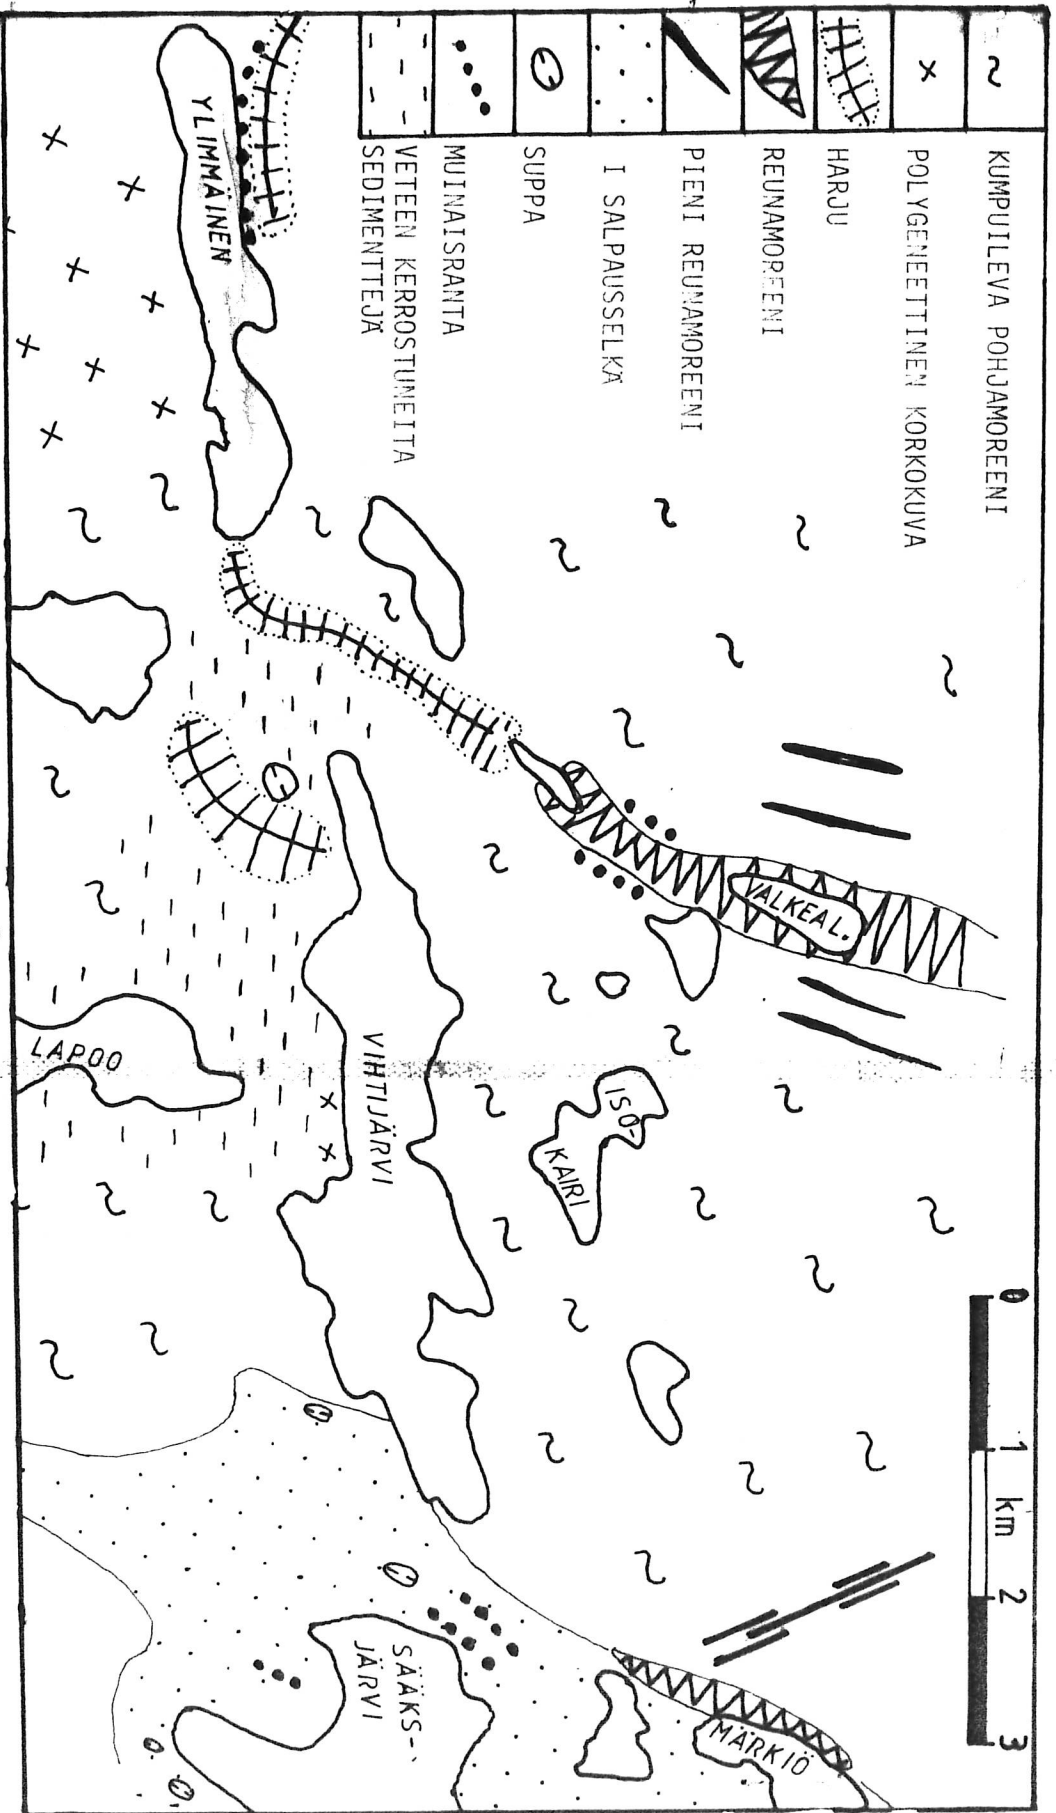 KUMPUILEVA POHJAMOREENI
POLYGENEETTINEN KORKOKUVA
HARJU
REUNAMOREENI
PIENI REUNAMOREENI
I SALPAUSSELKÄ
SUPPA
MUINAISRANTA
VETEEN KERROSTUNEITA
SEDIMENTTEJÄ
0 1 km 2 3
YLIMMÄINEN
VALKEAL.
ISO-
KAIRI
VIHTIJÄRVI
LAPOO
MÄRKIÖ
SÄÄKS-
JÄRVI